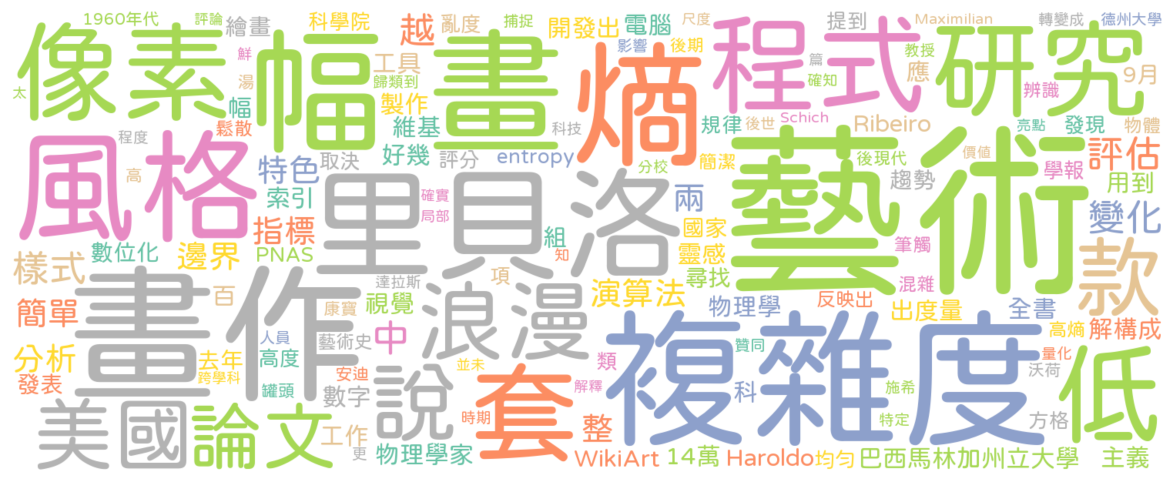 1960年代 評論 繪畫 科學院 越 亂度 捕捉 開發出 電腦 尺度 提到 Maximilian 轉變成 德州大學
像素 鮮 幅 畫 工具 影響 後期 熵 程式 教授 研究
太 湯 歸類到 製作 篇 應 確知 9月
幅 維基 Ribeiro 辨識 物體
風格 程度 鬆散 科技 規律 後世 Schich 亮點 發現
特色 取決 好幾 評分 entropy 分校 簡潔 後現代 價值 學報 評估
高 索引 里貝洛 確實 兩 藝術 趨勢 用到
數位化 指標 局部 組 國家 筆觸 變化
樣式 邊界 PNAS 知 靈感 款
達拉斯 項 尋找 混雜
畫作 百 康寶 視覺 浪漫 演算法 物理學 反映出 出度量 全書
簡單 人員 藝術史 中 複雜度 贊同 高熵 解構成
分析 去年 高度 並未 類 量化 低
發表 跨學科 安迪 說 套 解釋 科 施希 沃荷
美國 論文 罐頭 數字 時期 整 特定 方格
工作 更 物理學家 WikiArt 14萬 Haroldo 均勻 巴西馬林加州立大學 主義